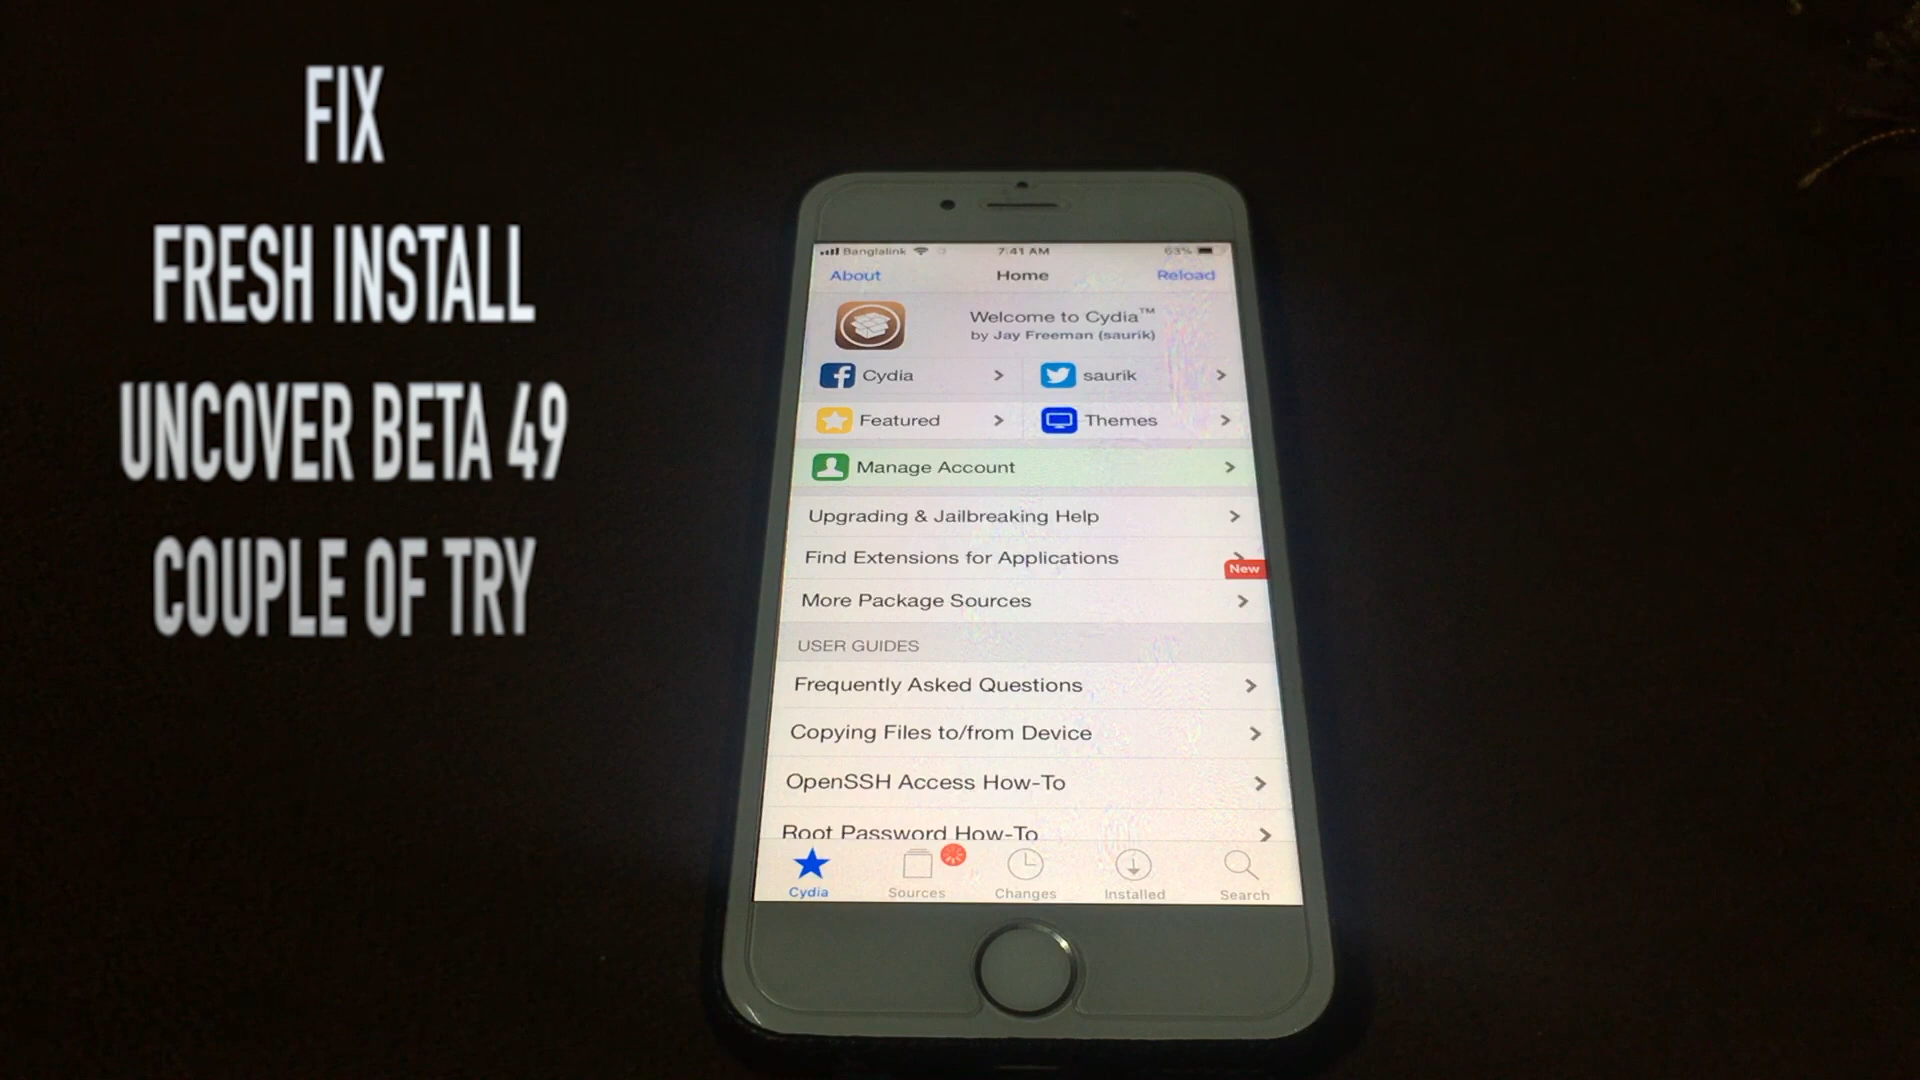 FIX
FRESH INSTALL
UNCOVER BETA 49
COUPLE OF TRY
Banglalink 7:41 AM 63%
About Home Reload
Welcome to Cydia™
by Jay Freeman (saurik)
Cydia saurik
Featured Themes
Manage Account
Upgrading & Jailbreaking Help
Find Extensions for Applications
New
More Package Sources
USER GUIDES
Frequently Asked Questions
Copying Files to/from Device
OpenSSH Access How-To
Root Password How-To
Cydia Sources Changes Installed Search